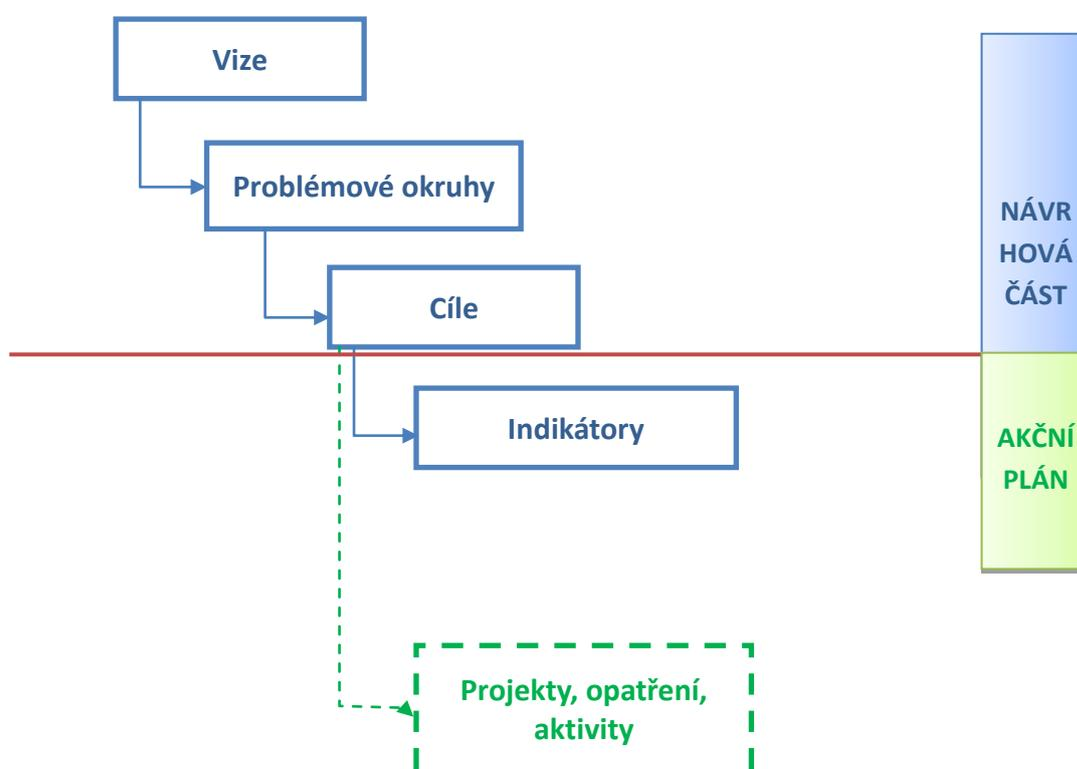 Vize
Problémové okruhy
NÁVR
HOVÁ
ČÁST
Cíle
Indikátory
AKČNÍ
PLÁN
Projekty, opatření,
aktivity